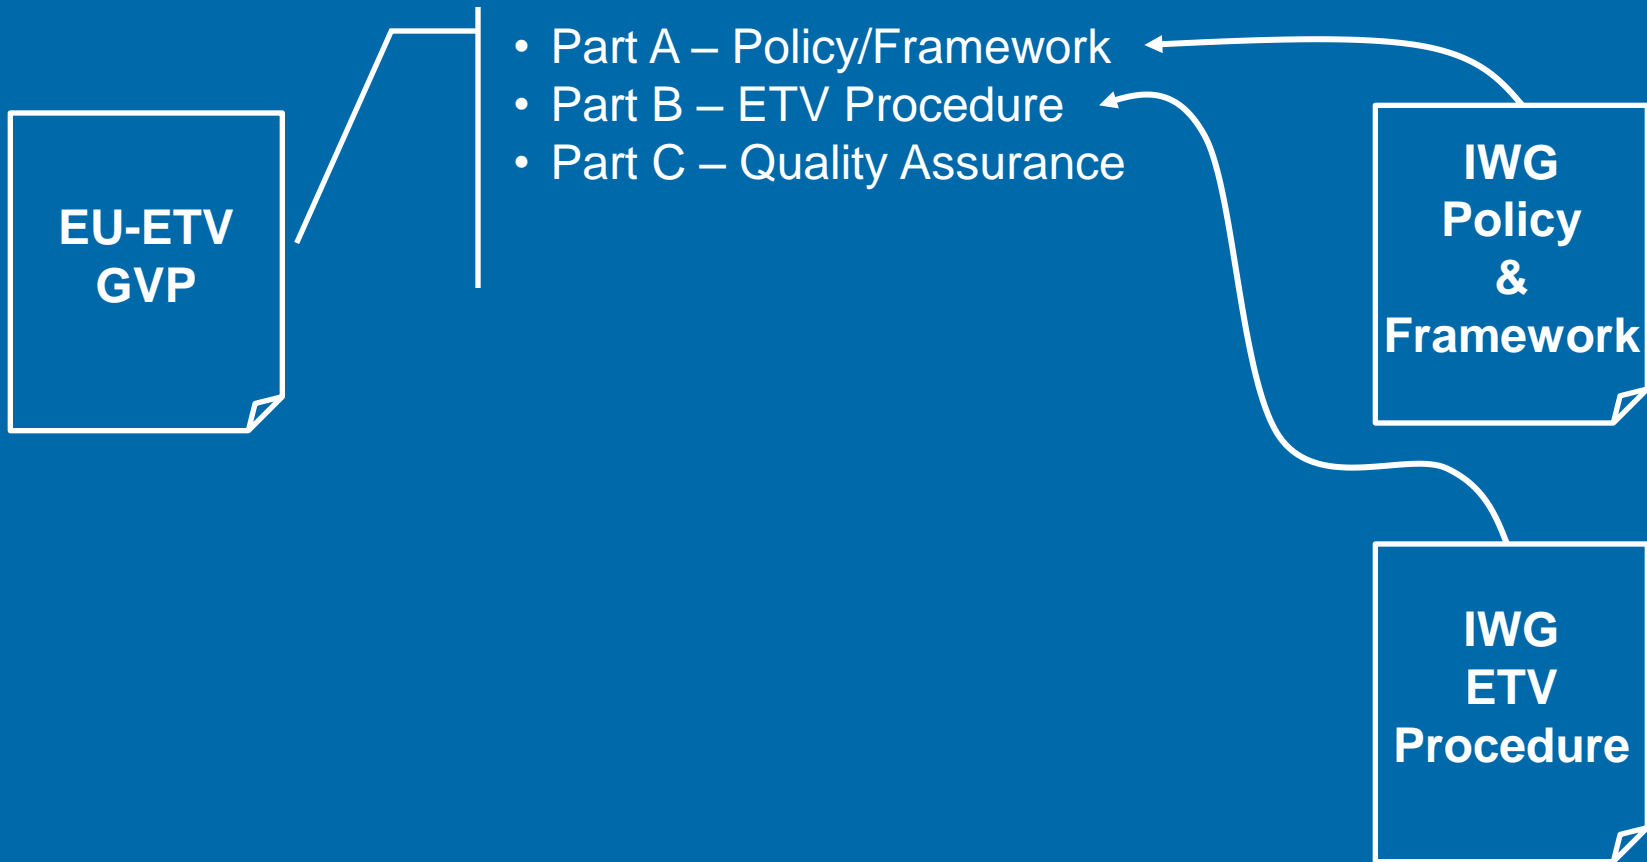 • Part A – Policy/Framework
• Part B – ETV Procedure
• Part C – Quality Assurance
EU-ETV
GVP
IWG
Policy
&
Framework
IWG
ETV
Procedure